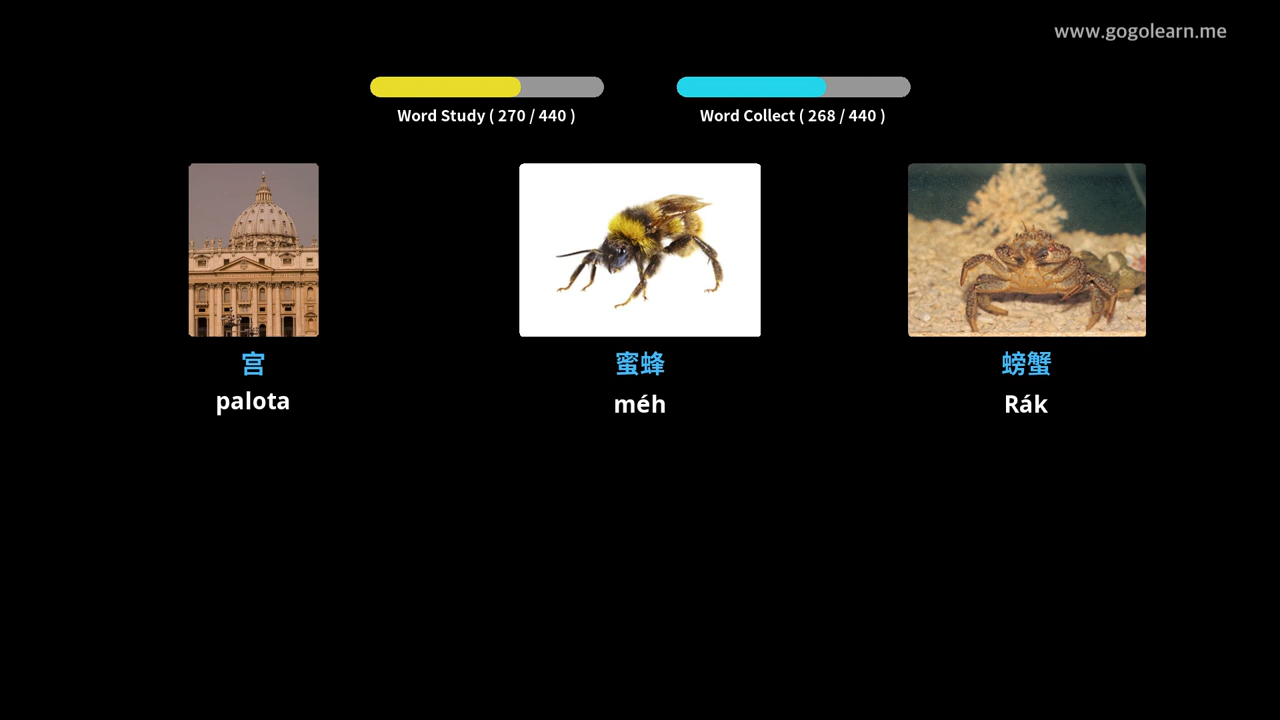 www.gogolearn.me
Word Study ( 270 / 440 )
Word Collect ( 268 / 440 )
宫
蜜蜂
螃蟹
palota
méh
Rák